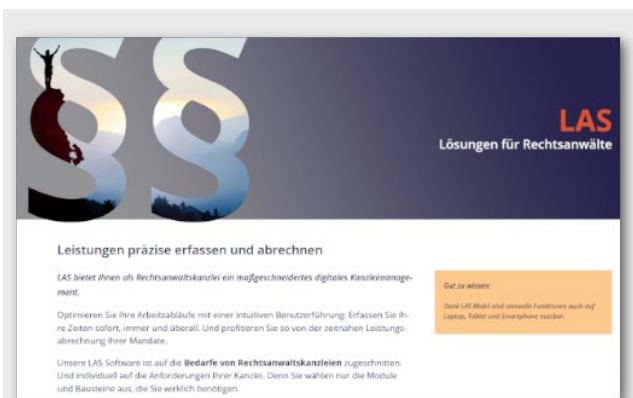 LAS
Lösungen für Rechtsanwälte
Leistungen präzise erfassen und abrechnen
LAS bietet Ihnen als Rechtsanwaltskanzlei ein maßgeschneidertes digitales Kanzleimanage-
ment.
Gut zu wissen:
Dank LAS Mobil sind sinnvolle Funktionen auch auf
Laptop, Tablet und Smartphone nutzbar.
Optimieren Sie Ihre Arbeitsabläufe mit einer intuitiven Benutzerführung: Erfassen Sie Ih-
re Zeiten sofort, immer und überall. Und profitieren Sie so von der zeitnahen Leistungs-
abrechnung Ihrer Mandate.
Unsere LAS Software ist auf die Bedarfe von Rechtsanwaltskanzleien zugeschnitten.
Und individuell auf die Anforderungen Ihrer Kanzlei. Denn Sie wählen nur die Module
und Bausteine aus, die Sie wirklich benötigen.